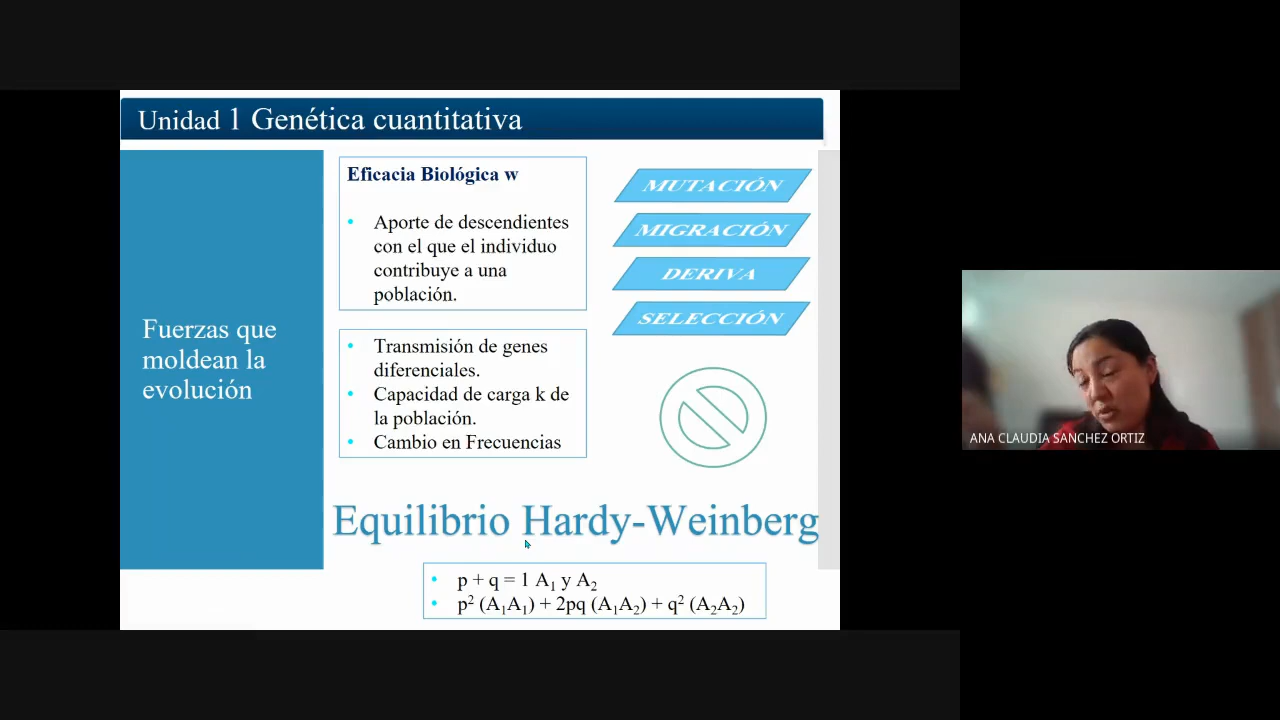 Unidad 1 Genética cuantitativa
Fuerzas que
moldean la
evolución
Eficacia Biológica w
• Aporte de descendientes
con el que el individuo
contribuye a una
población.
• Transmisión de genes
diferenciales.
• Capacidad de carga k de
la población.
• Cambio en Frecuencias
MUTACIÓN
MIGRACIÓN
DERIVA
SELECCIÓN
Equilibrio Hardy-Weinberg
• p + q = 1 A₁ y A₂
• p² (A₁A₁) + 2pq (A₁A₂) + q² (A₂A₂)
ANA CLAUDIA SANCHEZ ORTIZ